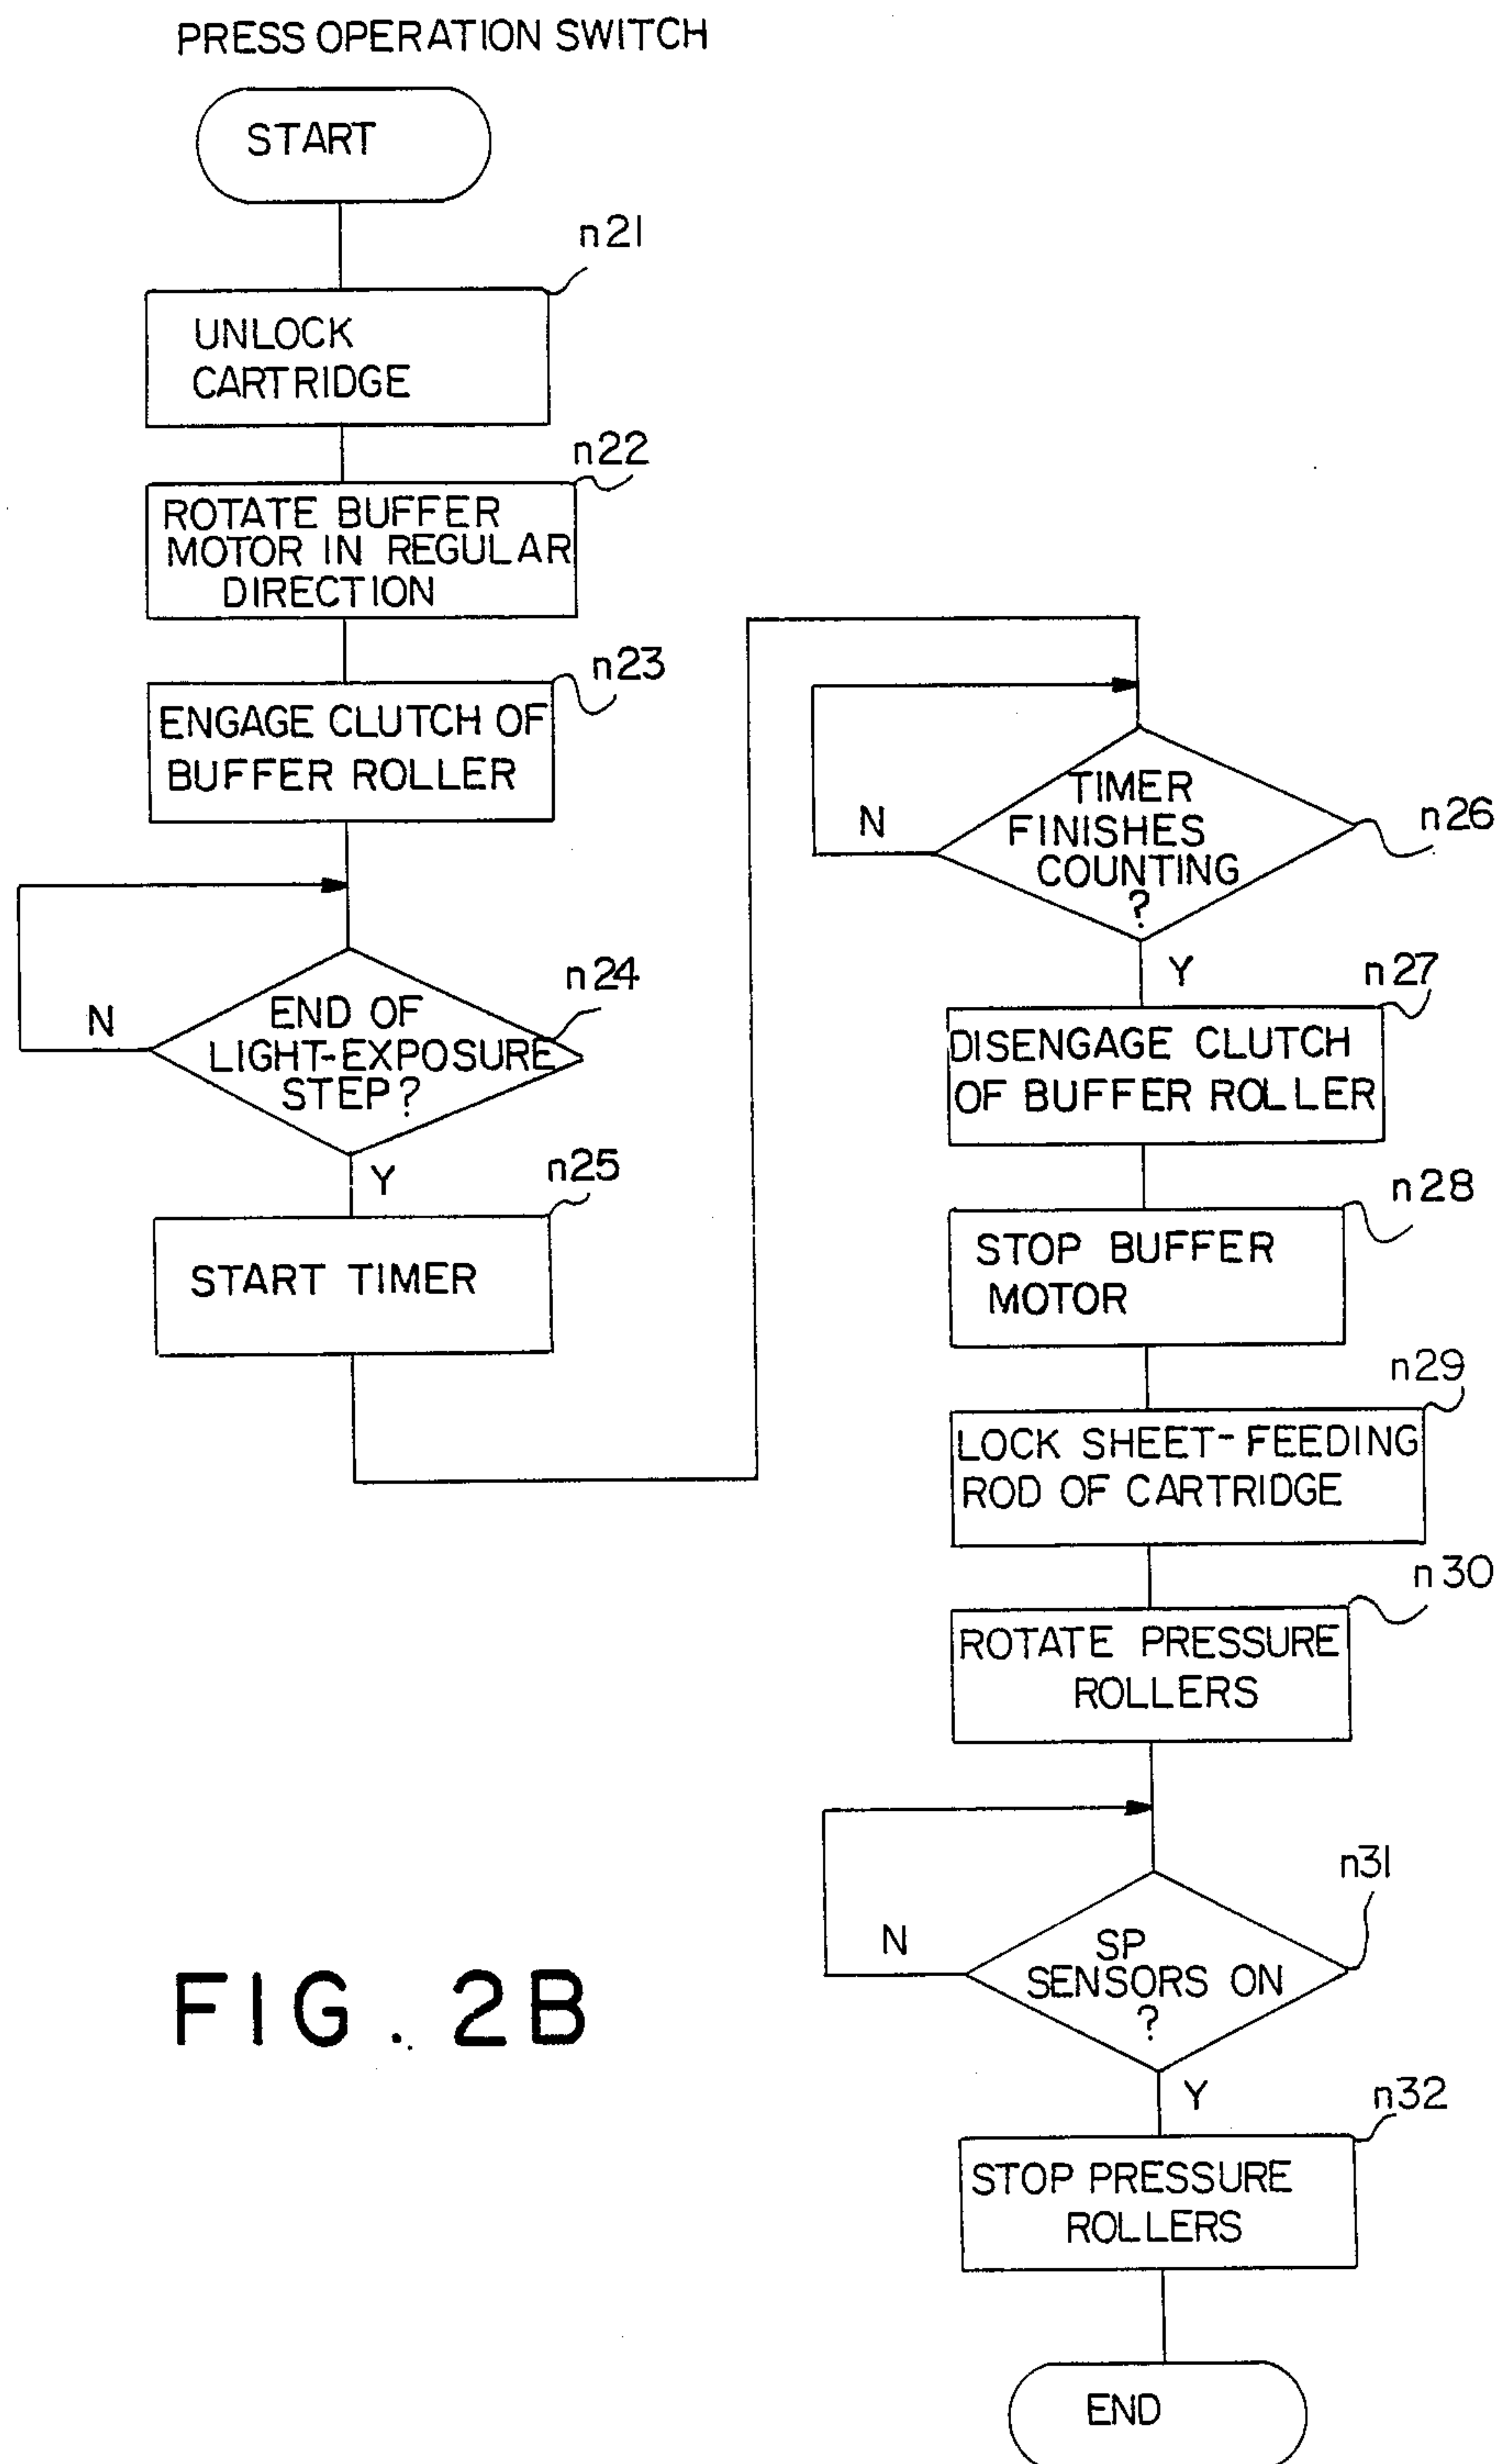 PRESS OPERATION SWITCH
START
n21
UNLOCK
CARTRIDGE
n22
ROTATE BUFFER
MOTOR IN REGULAR
DIRECTION
n23
ENGAGE CLUTCH OF
BUFFER ROLLER
n24
N
END OF
LIGHT-EXPOSURE
STEP?
Y
n25
START TIMER
N
TIMER
FINISHES
COUNTING
?
n26
Y
n27
DISENGAGE CLUTCH
OF BUFFER ROLLER
n28
STOP BUFFER
MOTOR
n29
LOCK SHEET-FEEDING
ROD OF CARTRIDGE
n30
ROTATE PRESSURE
ROLLERS
n31
N
SP
SENSORS ON
?
Y
n32
STOP PRESSURE
ROLLERS
END
FIG. 2B